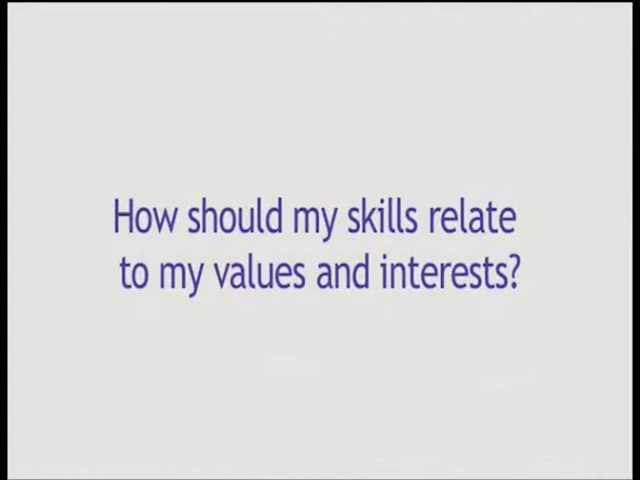 How should my skills relate
to my values and interests?